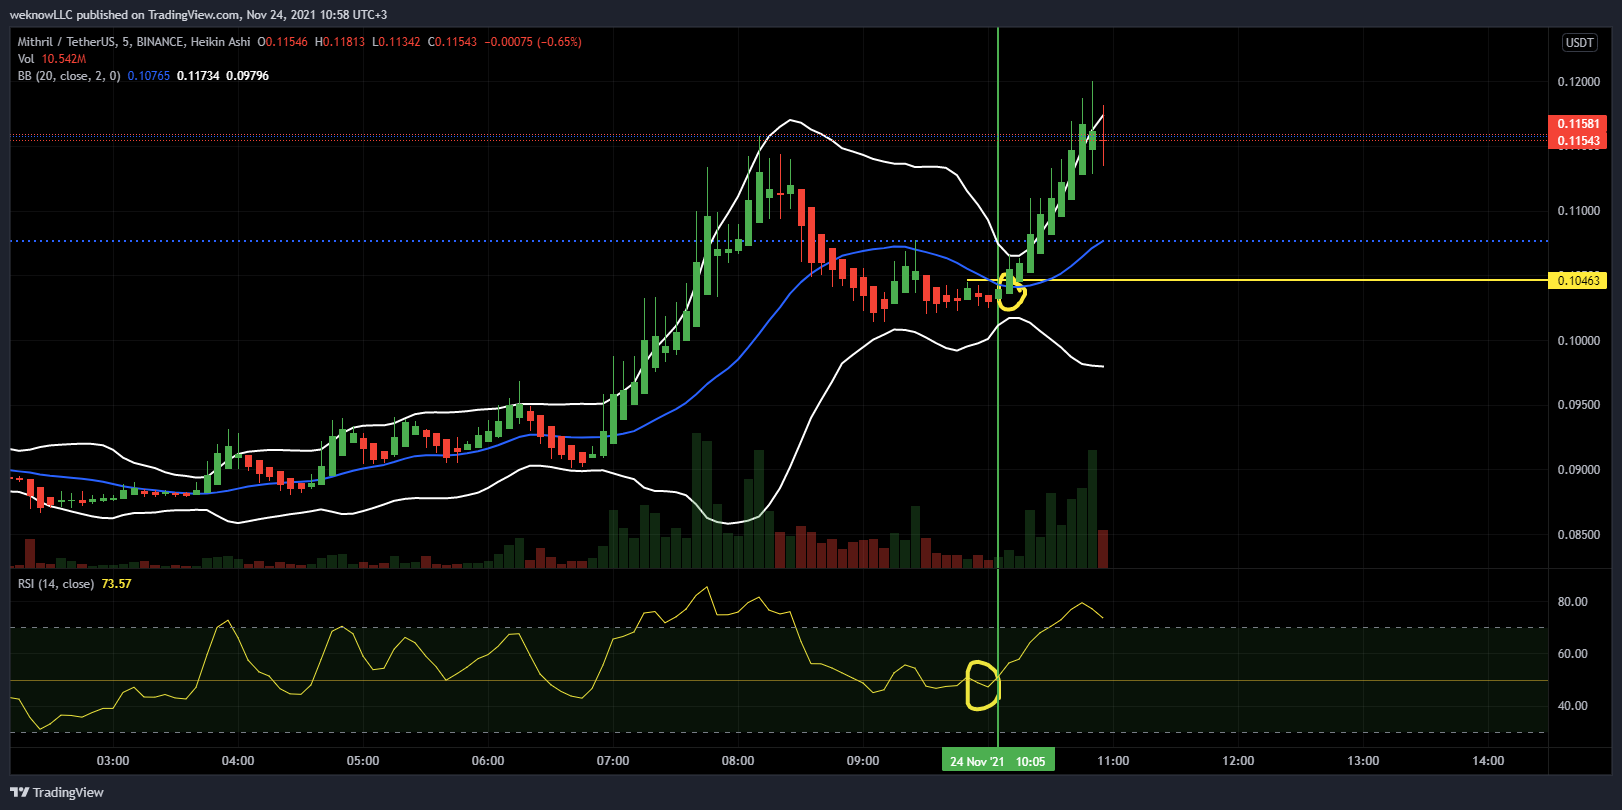 weknowLLC published on TradingView.com, Nov 24, 2021 10:58 UTC+3
Mithril / TetherUS, 5, BINANCE, Heikin Ashi O0.11546 H0.11813 L0.11342 C0.11543 −0.00075 (−0.65%)
USDT
Vol 10.542M
BB (20, close, 2, 0) 0.10765 0.11734 0.09796
0.12000
0.11581
0.11543
0.11000
0.10463
0.10000
0.09500
0.09000
0.08500
RSI (14, close) 73.57
80.00
60.00
40.00
03:00 04:00 05:00 06:00 07:00 08:00 09:00 24 Nov '21 10:05 11:00 12:00 13:00 14:00
TradingView